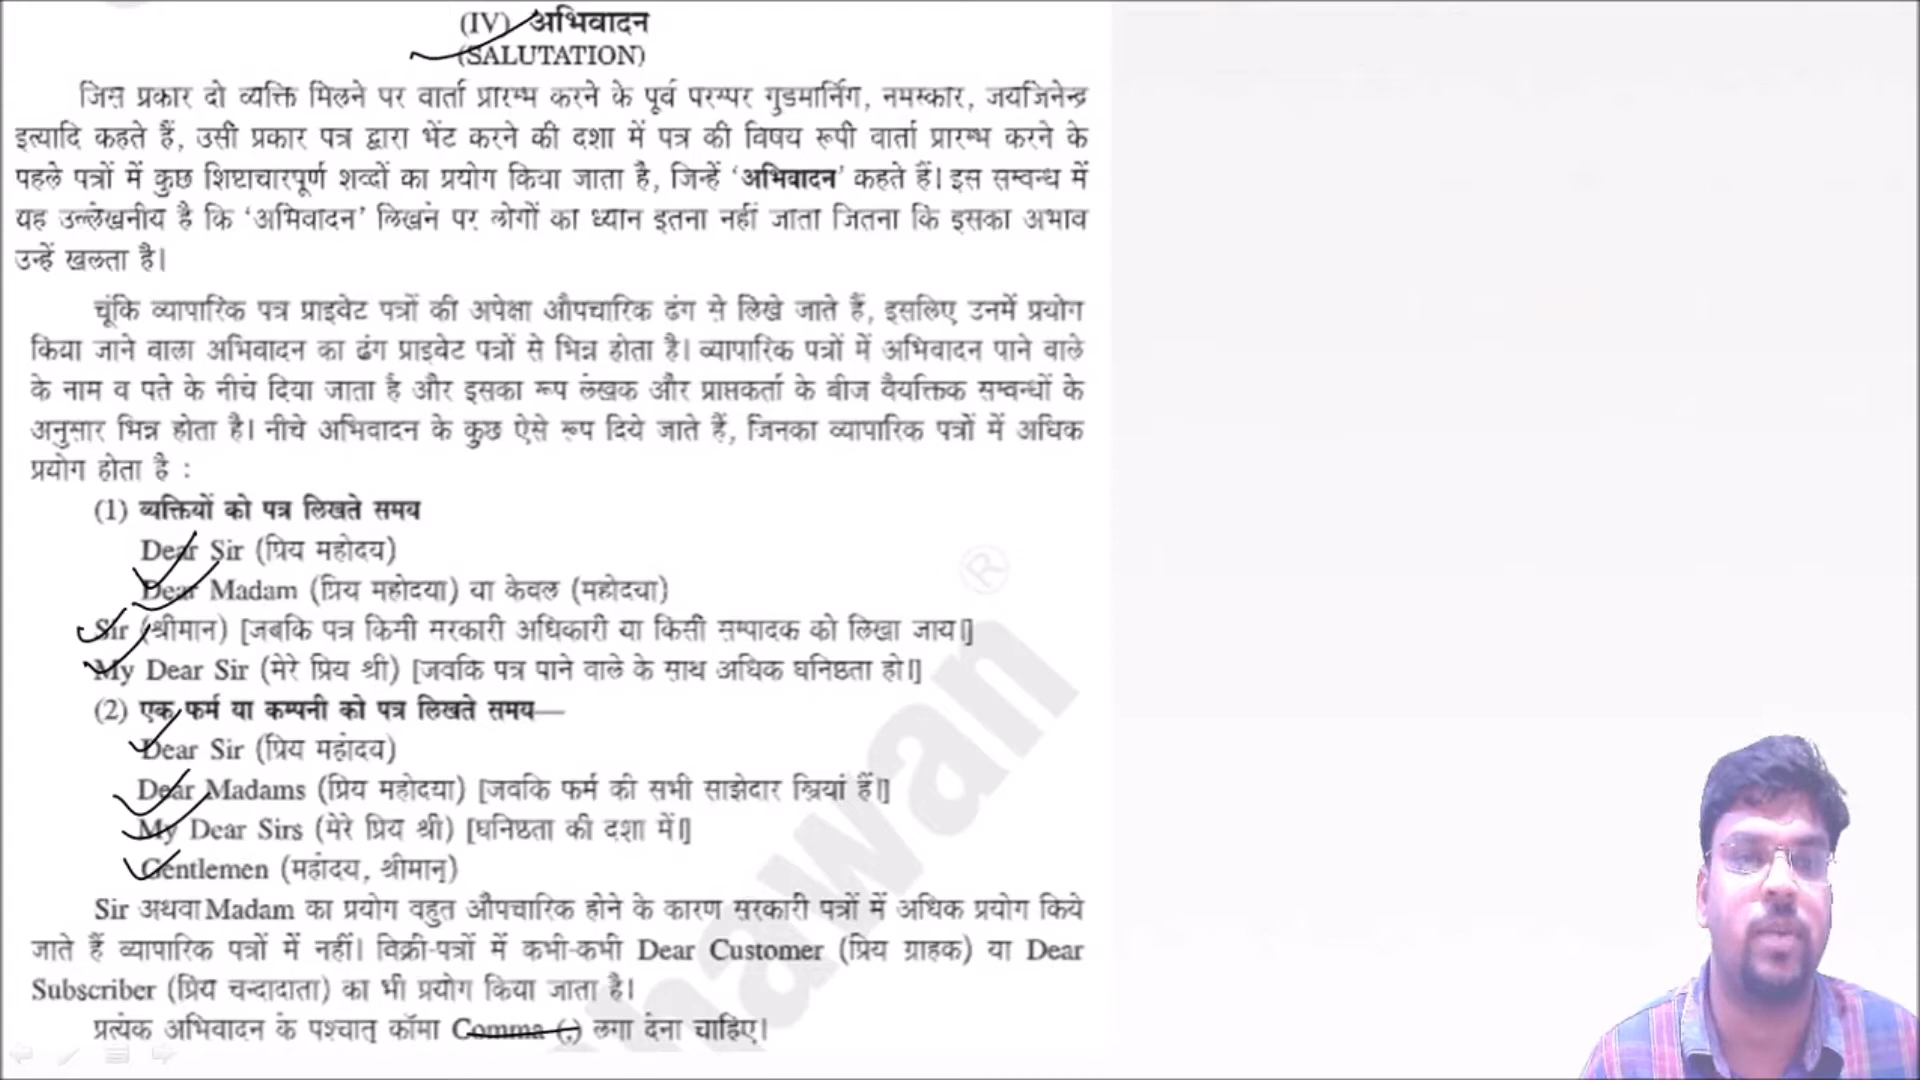 (IV) अभिवादन
(SALUTATION)
जिस प्रकार दो व्यक्ति मिलने पर वार्ता प्रारम्भ करने के पूर्व परस्पर गुडमार्निंग, नमस्कार, जयजिनेन्द्र
इत्यादि कहते हैं, उसी प्रकार पत्र द्वारा भेंट करने की दशा में पत्र की विषय रूपी वार्ता प्रारम्भ करने के
पहले पत्रों में कुछ शिष्टाचारपूर्ण शब्दों का प्रयोग किया जाता है, जिन्हें ‘अभिवादन’ कहते हैं। इस सम्बन्ध में
यह उल्लेखनीय है कि ‘अभिवादन’ लिखने पर लोगों का ध्यान इतना नहीं जाता जितना कि इसका अभाव
उन्हें खलता है।
चूंकि व्यापारिक पत्र प्राइवेट पत्रों की अपेक्षा औपचारिक ढंग से लिखे जाते हैं, इसलिए उनमें प्रयोग
किया जाने वाला अभिवादन का ढंग प्राइवेट पत्रों से भिन्न होता है। व्यापारिक पत्रों में अभिवादन पाने वाले
के नाम व पते के नीचे दिया जाता है और इसका रूप लेखक और प्राप्तकर्ता के बीज वैयक्तिक सम्बन्धों के
अनुसार भिन्न होता है। नीचे अभिवादन के कुछ ऐसे रूप दिये जाते हैं, जिनका व्यापारिक पत्रों में अधिक
प्रयोग होता है :
(1) व्यक्तियों को पत्र लिखते समय
Dear Sir (प्रिय महोदय)
Dear Madam (प्रिय महोदया) या केवल (महोदया)
Sir (श्रीमान) [जबकि पत्र किसी सरकारी अधिकारी या किसी सम्पादक को लिखा जाय।]
My Dear Sir (मेरे प्रिय श्री) [जबकि पत्र पाने वाले के साथ अधिक घनिष्ठता हो।]
(2) एक फर्म या कम्पनी को पत्र लिखते समय—
Dear Sir (प्रिय महोदय)
Dear Madams (प्रिय महोदया) [जबकि फर्म की सभी साझेदार स्त्रियां हैं।]
My Dear Sirs (मेरे प्रिय श्री) [घनिष्ठता की दशा में।]
Gentlemen (महोदय, श्रीमान्)
Sir अथवा Madam का प्रयोग बहुत औपचारिक होने के कारण सरकारी पत्रों में अधिक प्रयोग किये
जाते हैं व्यापारिक पत्रों में नहीं। विक्री-पत्रों में कभी-कभी Dear Customer (प्रिय ग्राहक) या Dear
Subscriber (प्रिय चन्दादाता) का भी प्रयोग किया जाता है।
प्रत्येक अभिवादन के पश्चात् कॉमा Comma (,) लगा देना चाहिए।